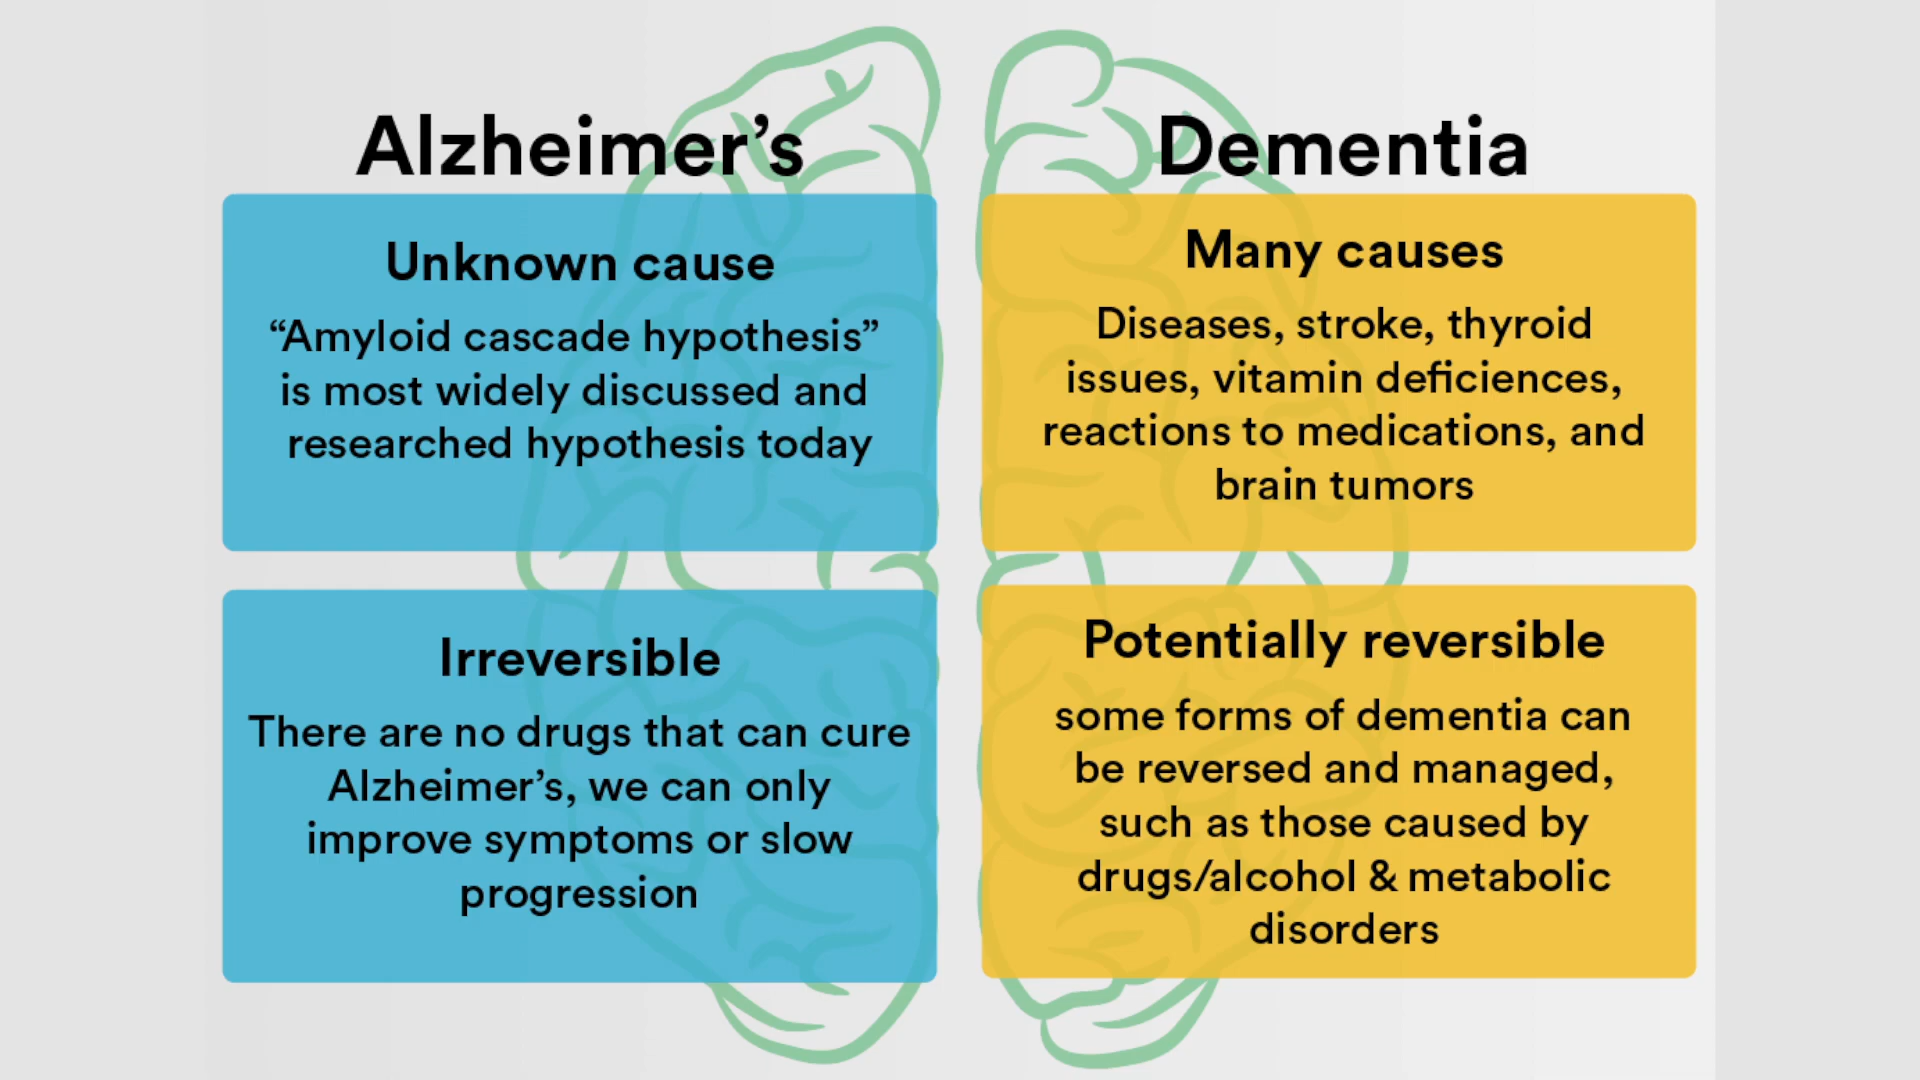 Alzheimer’s
Unknown cause
“Amyloid cascade hypothesis”
is most widely discussed and
researched hypothesis today
Irreversible
There are no drugs that can cure
Alzheimer’s, we can only
improve symptoms or slow
progression
Dementia
Many causes
Diseases, stroke, thyroid
issues, vitamin deficiences,
reactions to medications, and
brain tumors
Potentially reversible
some forms of dementia can
be reversed and managed,
such as those caused by
drugs/alcohol & metabolic
disorders